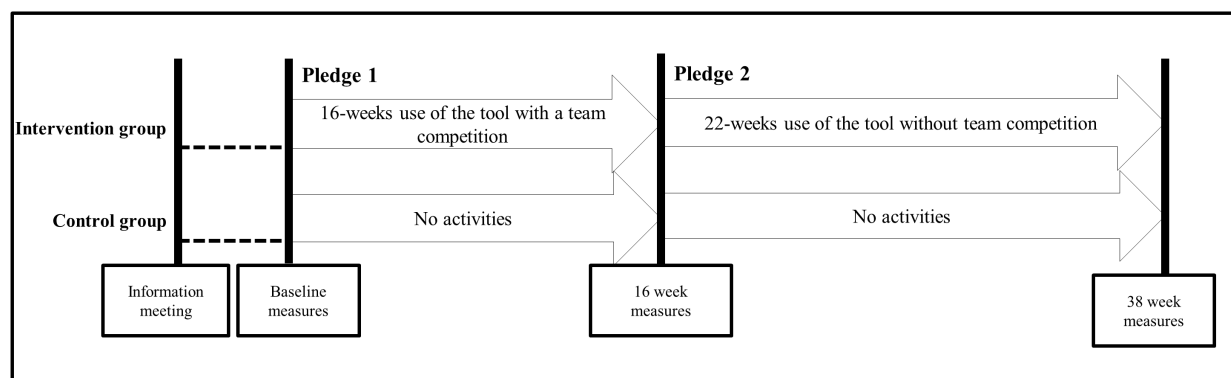 Pledge 1
Pledge 2
Intervention group
16-weeks use of the tool with a team
competition
22-weeks use of the tool without team competition
Control group
No activities
No activities
Information
meeting
Baseline
measures
16 week
measures
38 week
measures